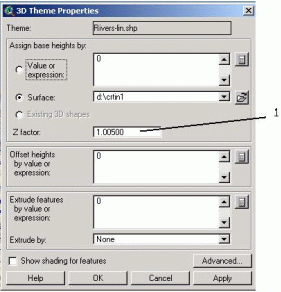 3D Theme Properties
Theme:
Rivers-lin.shp
Assign base heights by:
Value or
expression:
0
Surface:
d:\crtin1
Existing 3D shapes
Z factor:
1.00500
1
Offset heights
by value or
expression:
0
Extrude features
by value or
expression:
0
Extrude by:
None
Show shading for features
Advanced...
Help
OK
Cancel
Apply